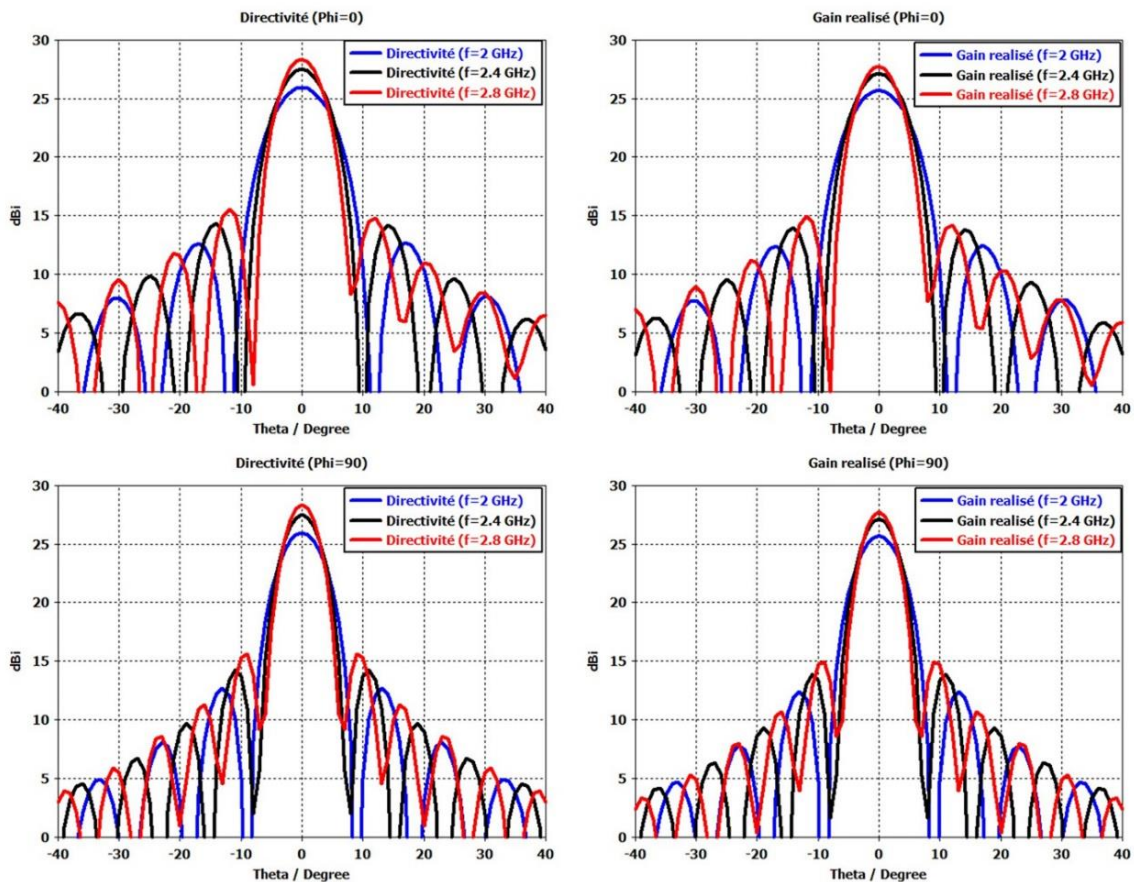 Directivité (Phi=0)
30
25
20
15
10
5
0
dBi
-40 -30 -20 -10 0 10 20 30 40
Theta / Degree
Directivité (f=2 GHz)
Directivité (f=2.4 GHz)
Directivité (f=2.8 GHz)
Gain realisé (Phi=0)
30
25
20
15
10
5
0
dBi
-40 -30 -20 -10 0 10 20 30 40
Theta / Degree
Gain realisé (f=2 GHz)
Gain realisé (f=2.4 GHz)
Gain realisé (f=2.8 GHz)
Directivité (Phi=90)
30
25
20
15
10
5
0
dBi
-40 -30 -20 -10 0 10 20 30 40
Theta / Degree
Directivité (f=2 GHz)
Directivité (f=2.4 GHz)
Directivité (f=2.8 GHz)
Gain realisé (Phi=90)
30
25
20
15
10
5
0
dBi
-40 -30 -20 -10 0 10 20 30 40
Theta / Degree
Gain realisé (f=2 GHz)
Gain realisé (f=2.4 GHz)
Gain realisé (f=2.8 GHz)